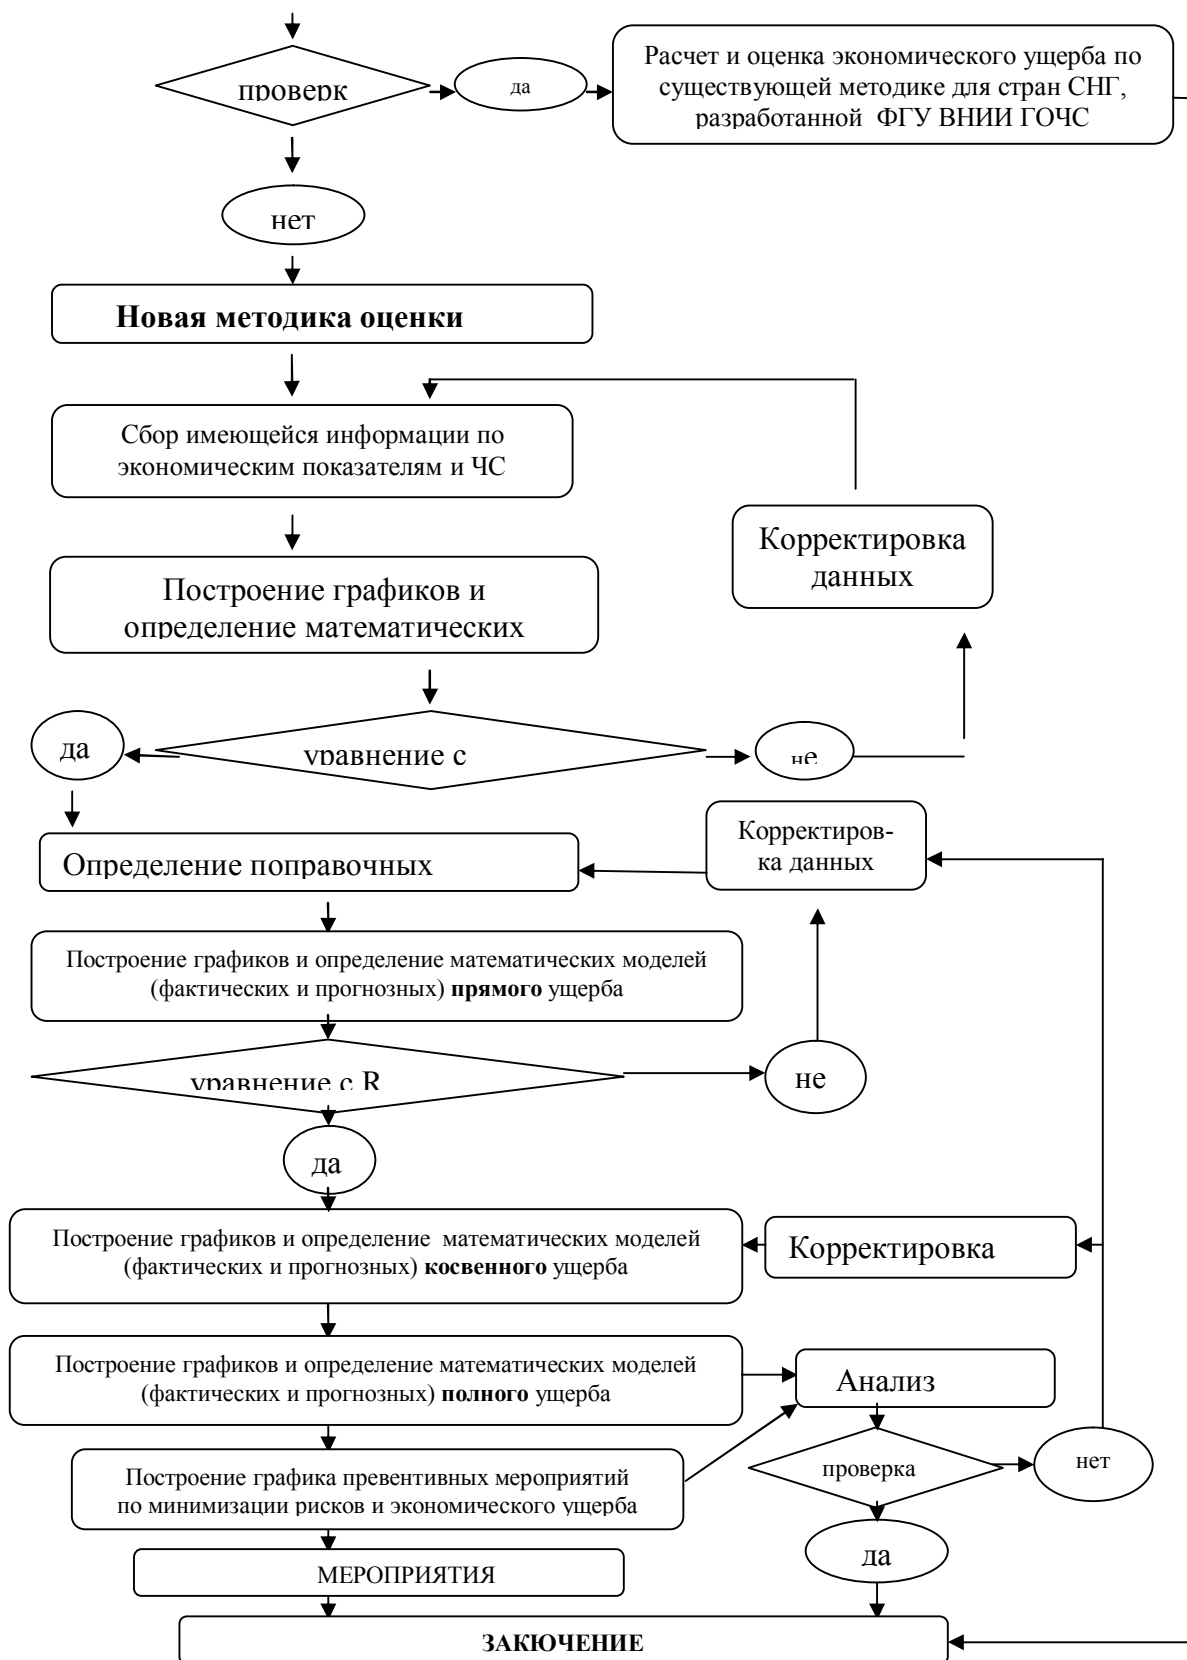 проверк
да
Расчет и оценка экономического ущерба по
существующей методике для стран СНГ,
разработанной ФГУ ВНИИ ГОЧС
нет
Новая методика оценки
Сбор имеющейся информации по
экономическим показателям и ЧС
Корректировка
данных
Построение графиков и
определение математических
да
уравнение с
не
Корректиров-
ка данных
Определение поправочных
Построение графиков и определение математических моделей
(фактических и прогнозных) прямого ущерба
уравнение с R
не
да
Построение графиков и определение математических моделей
(фактических и прогнозных) косвенного ущерба
Корректировка
Построение графиков и определение математических моделей
(фактических и прогнозных) полного ущерба
Анализ
проверка
нет
Построение графика превентивных мероприятий
по минимизации рисков и экономического ущерба
да
МЕРОПРИЯТИЯ
ЗАКЮЧЕНИЕ